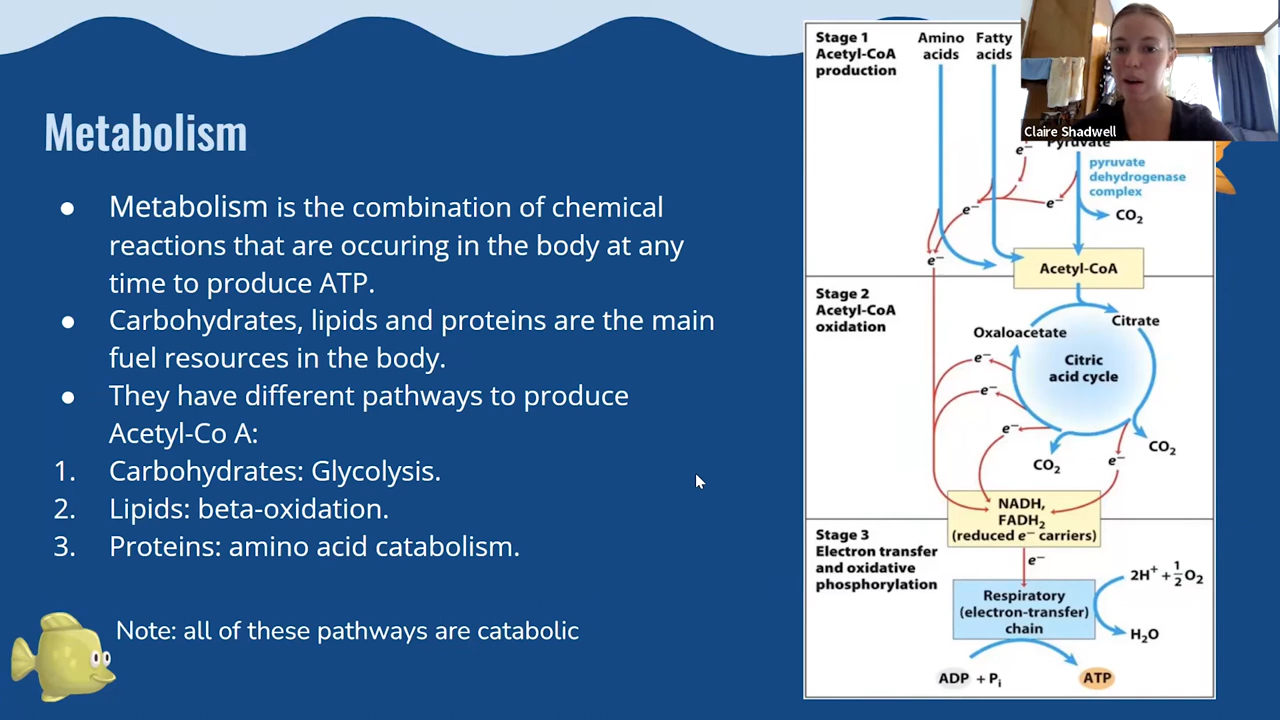 Metabolism
● Metabolism is the combination of chemical
reactions that are occuring in the body at any
time to produce ATP.
● Carbohydrates, lipids and proteins are the main
fuel resources in the body.
● They have different pathways to produce
Acetyl-Co A:
1. Carbohydrates: Glycolysis.
2. Lipids: beta-oxidation.
3. Proteins: amino acid catabolism.
Note: all of these pathways are catabolic
Stage 1
Acetyl-CoA
production
Amino
acids
Fatty
acids
Claire Shadwell
e⁻
Pyruvate
pyruvate
dehydrogenase
complex
e⁻
e⁻
CO₂
e⁻
Acetyl-CoA
Stage 2
Acetyl-CoA
oxidation
Oxaloacetate
Citrate
Citric
acid cycle
e⁻
e⁻
e⁻
CO₂
e⁻
CO₂
NADH,
FADH₂
(reduced e⁻ carriers)
Stage 3
Electron transfer
and oxidative
phosphorylation
e⁻
2H⁺ + ½O₂
Respiratory
(electron-transfer)
chain
H₂O
ADP + Pᵢ
ATP